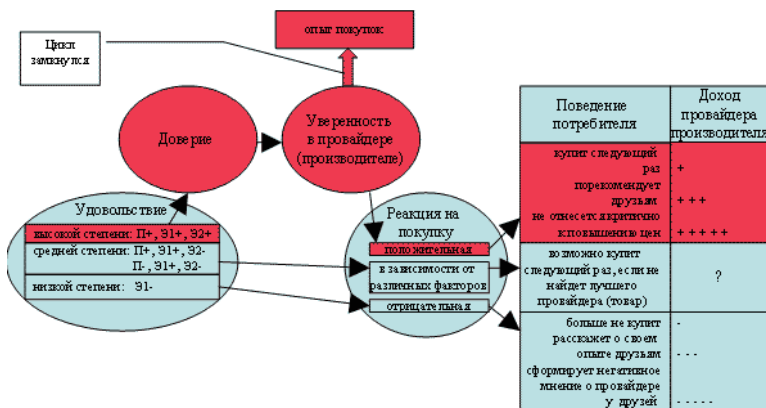 опыт покупок
Цикл
замкнулся
Доверие
Уверенность
в провайдере
(производителе)
Удовольствие
высокой степени: П+, Э1+, Э2+
средней степени: П+, Э1+, Э2-
П-, Э1+, Э2-
низкой степени: Э1-
Реакция на
покупку
положительная
в зависимости от
различных факторов
отрицательная
Поведение
потребителя
Доход
провайдера
производителя
купит следующий
раз +
порекомендует
друзьям + + +
не отнесется критично
к повышению цен + + + + +
возможно купит
следующий раз, если не
найдет лучшего
провайдера (товар)
?
больше не купит -
расскажет о своем
опыте друзьям - - -
сформирует негативное
мнение о провайдере
у друзей - - - - -